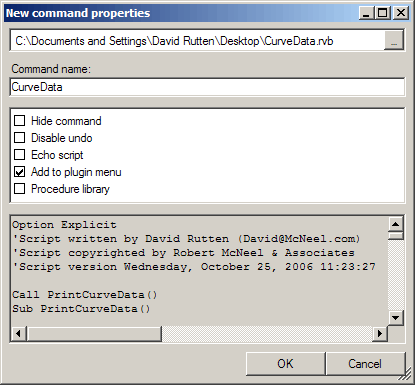 New command properties
C:\Documents and Settings\David Rutten\Desktop\CurveData.rvb
Command name:
CurveData
Hide command
Disable undo
Echo script
Add to plugin menu
Procedure library
Option Explicit
'Script written by David Rutten (David@McNeel.com)
'Script copyrighted by Robert McNeel & Associates
'Script version Wednesday, October 25, 2006 11:23:27
Call PrintCurveData()
Sub PrintCurveData()
OK Cancel